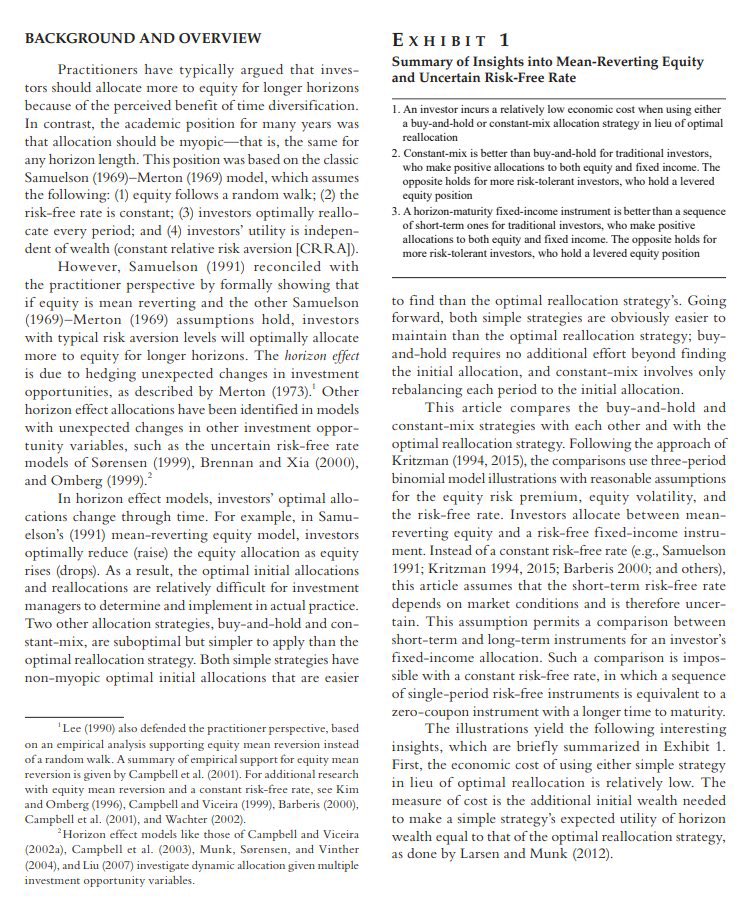 BACKGROUND AND OVERVIEW
Practitioners have typically argued that inves-
tors should allocate more to equity for longer horizons
because of the perceived benefit of time diversification.
In contrast, the academic position for many years was
that allocation should be myopic—that is, the same for
any horizon length. This position was based on the classic
Samuelson (1969)–Merton (1969) model, which assumes
the following: (1) equity follows a random walk; (2) the
risk-free rate is constant; (3) investors optimally reallo-
cate every period; and (4) investors' utility is indepen-
dent of wealth (constant relative risk aversion [CRRA]).
However, Samuelson (1991) reconciled with
the practitioner perspective by formally showing that
if equity is mean reverting and the other Samuelson
(1969)–Merton (1969) assumptions hold, investors
with typical risk aversion levels will optimally allocate
more to equity for longer horizons. The horizon effect
is due to hedging unexpected changes in investment
opportunities, as described by Merton (1973).1 Other
horizon effect allocations have been identified in models
with unexpected changes in other investment oppor-
tunity variables, such as the uncertain risk-free rate
models of Sørensen (1999), Brennan and Xia (2000),
and Omberg (1999).2
In horizon effect models, investors' optimal allo-
cations change through time. For example, in Samu-
elson's (1991) mean-reverting equity model, investors
optimally reduce (raise) the equity allocation as equity
rises (drops). As a result, the optimal initial allocations
and reallocations are relatively difficult for investment
managers to determine and implement in actual practice.
Two other allocation strategies, buy-and-hold and con-
stant-mix, are suboptimal but simpler to apply than the
optimal reallocation strategy. Both simple strategies have
non-myopic optimal initial allocations that are easier
1Lee (1990) also defended the practitioner perspective, based
on an empirical analysis supporting equity mean reversion instead
of a random walk. A summary of empirical support for equity mean
reversion is given by Campbell et al. (2001). For additional research
with equity mean reversion and a constant risk-free rate, see Kim
and Omberg (1996), Campbell and Viceira (1999), Barberis (2000),
Campbell et al. (2001), and Wachter (2002).
2Horizon effect models like those of Campbell and Viceira
(2002a), Campbell et al. (2003), Munk, Sørensen, and Vinther
(2004), and Liu (2007) investigate dynamic allocation given multiple
investment opportunity variables.
EXHIBIT 1
Summary of Insights into Mean-Reverting Equity
and Uncertain Risk-Free Rate
1. An investor incurs a relatively low economic cost when using either
a buy-and-hold or constant-mix allocation strategy in lieu of optimal
reallocation
2. Constant-mix is better than buy-and-hold for traditional investors,
who make positive allocations to both equity and fixed income. The
opposite holds for more risk-tolerant investors, who hold a levered
equity position
3. A horizon-maturity fixed-income instrument is better than a sequence
of short-term ones for traditional investors, who make positive
allocations to both equity and fixed income. The opposite holds for
more risk-tolerant investors, who hold a levered equity position
to find than the optimal reallocation strategy's. Going
forward, both simple strategies are obviously easier to
maintain than the optimal reallocation strategy; buy-
and-hold requires no additional effort beyond finding
the initial allocation, and constant-mix involves only
rebalancing each period to the initial allocation.
This article compares the buy-and-hold and
constant-mix strategies with each other and with the
optimal reallocation strategy. Following the approach of
Kritzman (1994, 2015), the comparisons use three-period
binomial model illustrations with reasonable assumptions
for the equity risk premium, equity volatility, and
the risk-free rate. Investors allocate between mean-
reverting equity and a risk-free fixed-income instru-
ment. Instead of a constant risk-free rate (e.g., Samuelson
1991; Kritzman 1994, 2015; Barberis 2000; and others),
this article assumes that the short-term risk-free rate
depends on market conditions and is therefore uncer-
tain. This assumption permits a comparison between
short-term and long-term instruments for an investor's
fixed-income allocation. Such a comparison is impos-
sible with a constant risk-free rate, in which a sequence
of single-period risk-free instruments is equivalent to a
zero-coupon instrument with a longer time to maturity.
The illustrations yield the following interesting
insights, which are briefly summarized in Exhibit 1.
First, the economic cost of using either simple strategy
in lieu of optimal reallocation is relatively low. The
measure of cost is the additional initial wealth needed
to make a simple strategy's expected utility of horizon
wealth equal to that of the optimal reallocation strategy,
as done by Larsen and Munk (2012).